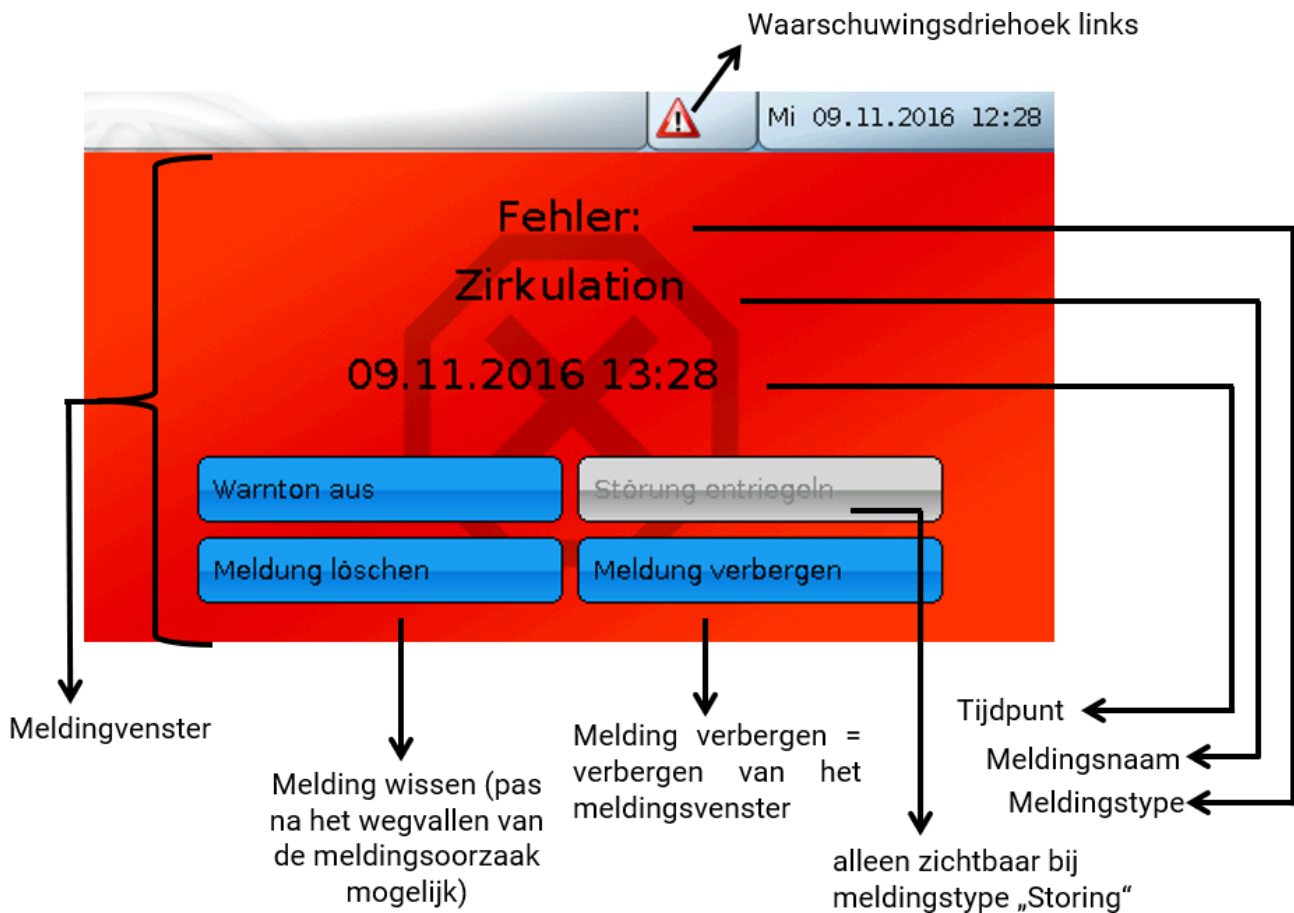 Waarschuwingsdriehoek links
Mi 09.11.2016 12:28
Fehler:
Zirkulation
09.11.2016 13:28
Warnton aus
Störung entriegeln
Meldung löschen
Meldung verbergen
Meldingvenster
Melding wissen (pas
na het wegvallen van
de meldingsoorzaak
mogelijk)
Melding verbergen =
verbergen van het
meldingsvenster
Tijdpunt
Meldingsnaam
Meldingstype
alleen zichtbaar bij
meldingstype „Storing“